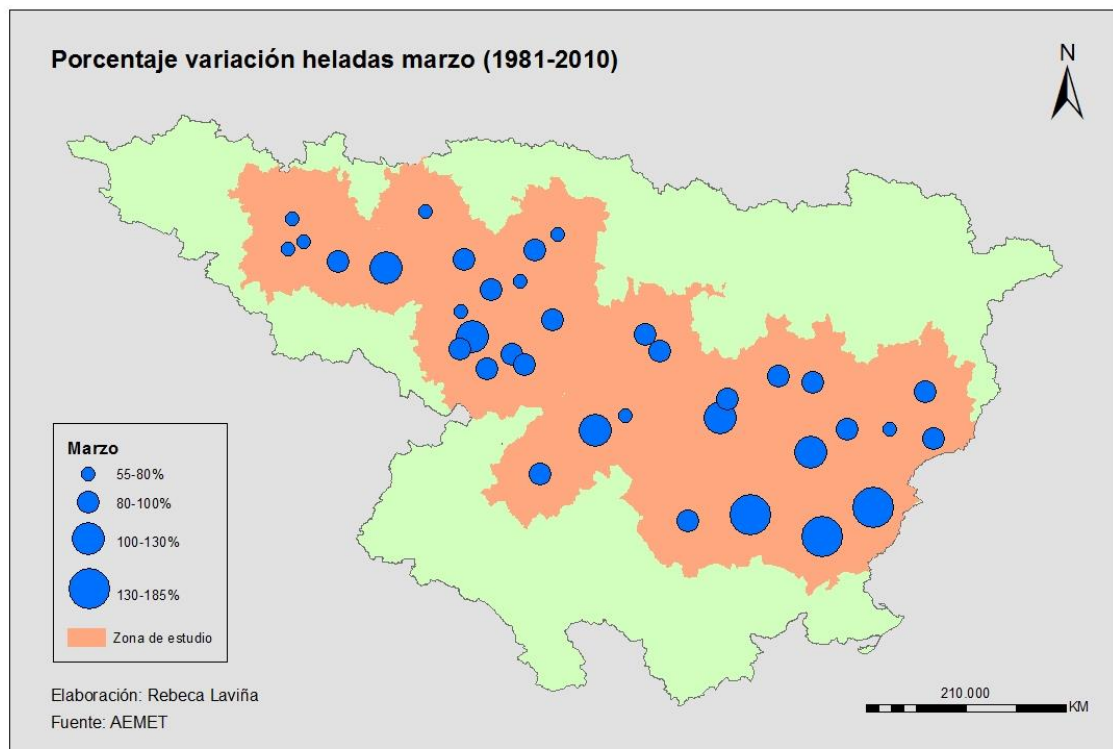 Porcentaje variación heladas marzo (1981-2010)
N
Marzo
55-80%
80-100%
100-130%
130-185%
Zona de estudio
Elaboración: Rebeca Laviña
Fuente: AEMET
210.000
KM